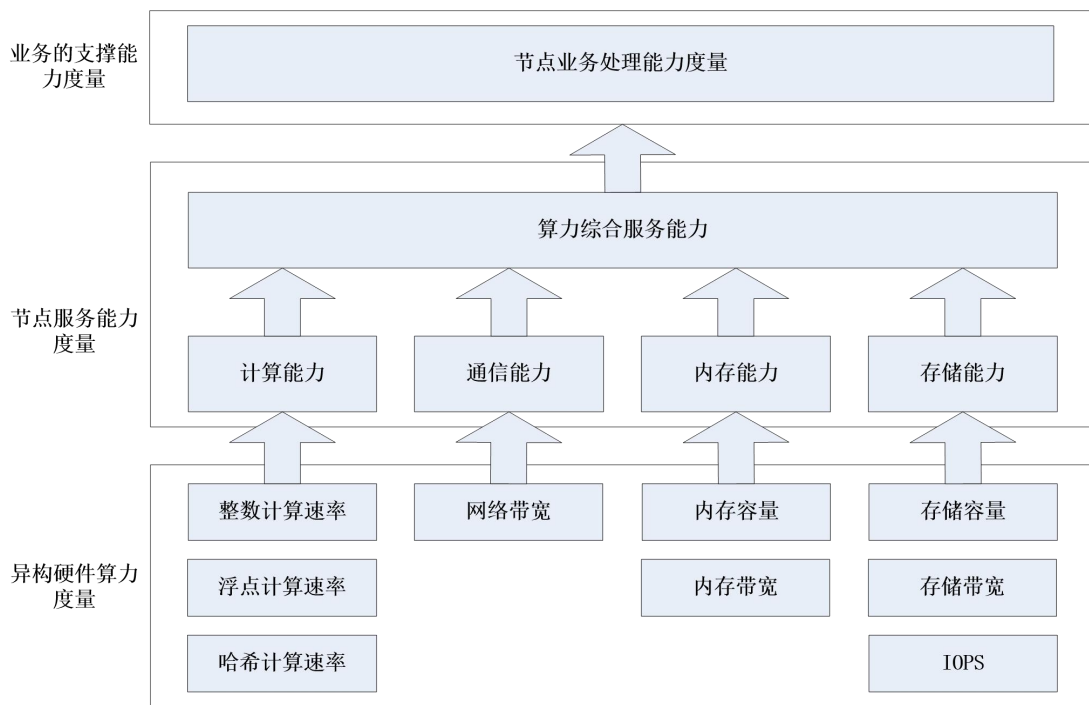 业务的支撑能
力度量
节点业务处理能力度量
算力综合服务能力
节点服务能力
度量
计算能力
通信能力
内存能力
存储能力
整数计算速率
网络带宽
内存容量
存储容量
异构硬件算力
度量
浮点计算速率
内存带宽
存储带宽
哈希计算速率
IOPS